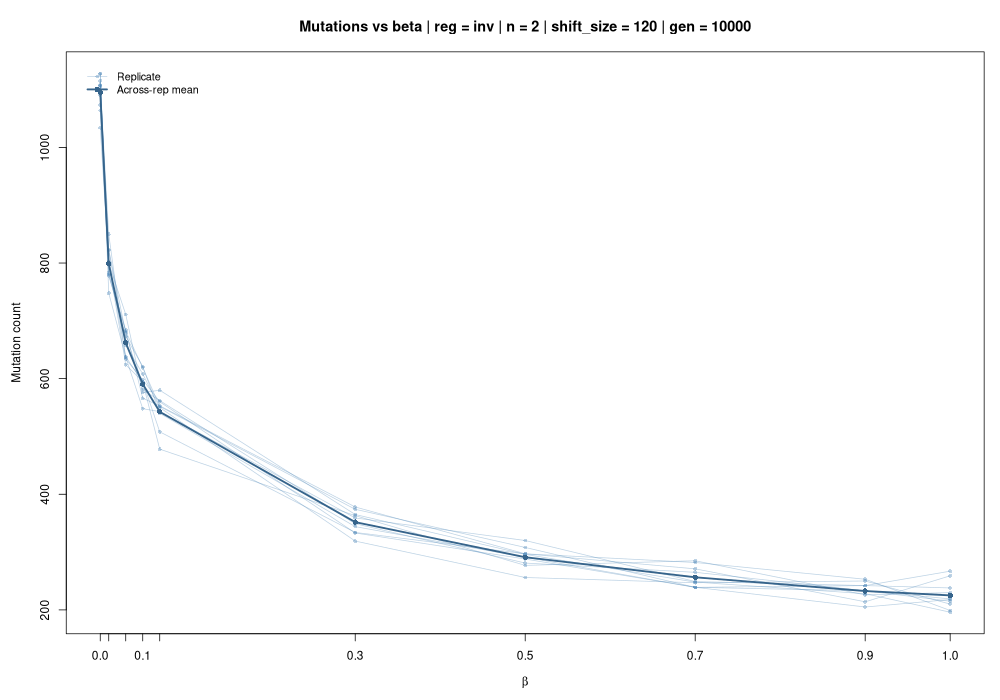 Mutations vs beta | reg = inv | n = 2 | shift_size = 120 | gen = 10000
Replicate
Across-rep mean
1000
800
600
400
200
Mutation count
0.0 0.1 0.3 0.5 0.7 0.9 1.0
β